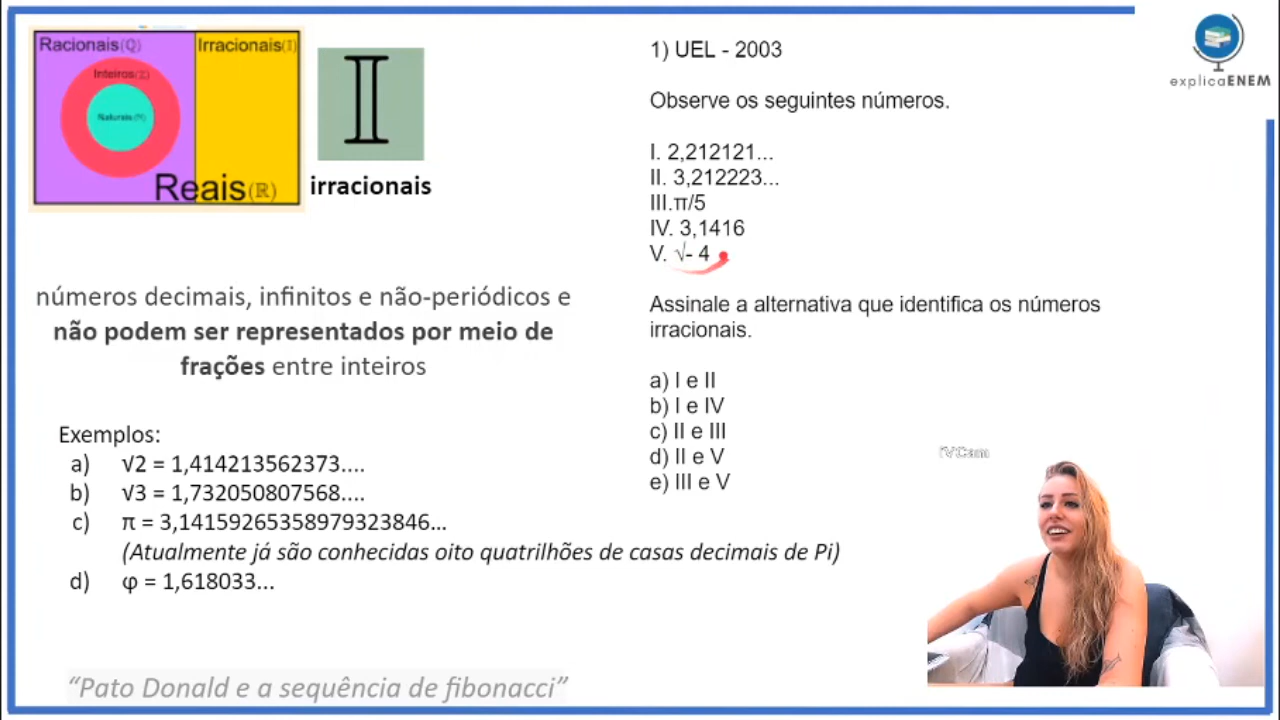 Racionais(ℚ)
Irracionais(𝕀)
Inteiros(ℤ)
Naturais(ℕ)
Reais(ℝ)
𝕀
irracionais
números decimais, infinitos e não-periódicos e
não podem ser representados por meio de
frações entre inteiros
Exemplos:
a) √2 = 1,414213562373....
b) √3 = 1,732050807568....
c) π = 3,14159265358979323846...
(Atualmente já são conhecidas oito quatrilhões de casas decimais de Pi)
d) φ = 1,618033...
“Pato Donald e a sequência de fibonacci”
1) UEL - 2003
Observe os seguintes números.
I. 2,212121...
II. 3,212223...
III.π/5
IV. 3,1416
V. √- 4
Assinale a alternativa que identifica os números
irracionais.
a) I e II
b) I e IV
c) II e III
d) II e V
e) III e V
explicaENEM
iVCam